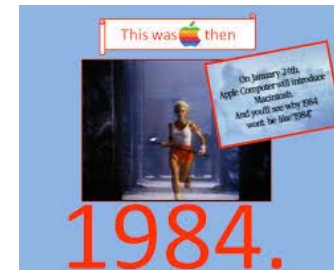 This was then
On January 24th,
Apple Computer will introduce
Macintosh.
And you'll see why 1984
won't be like "1984"
1984.